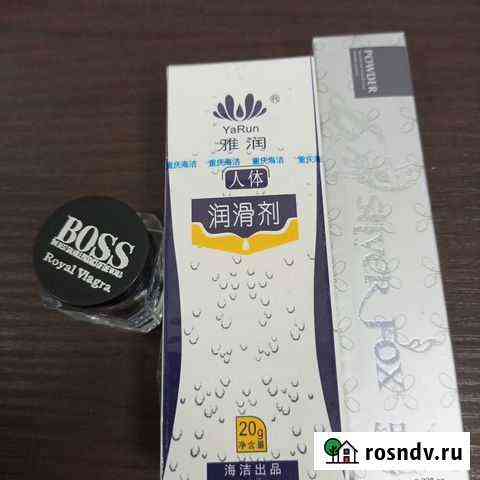 BOSS
Royal Viagra
YaRun
®
雅润
重庆海洁 重庆海洁 重庆海洁
人体
润滑剂
20g
净含量
海洁出品
POWDER
Silver Fox
rosndv.ru